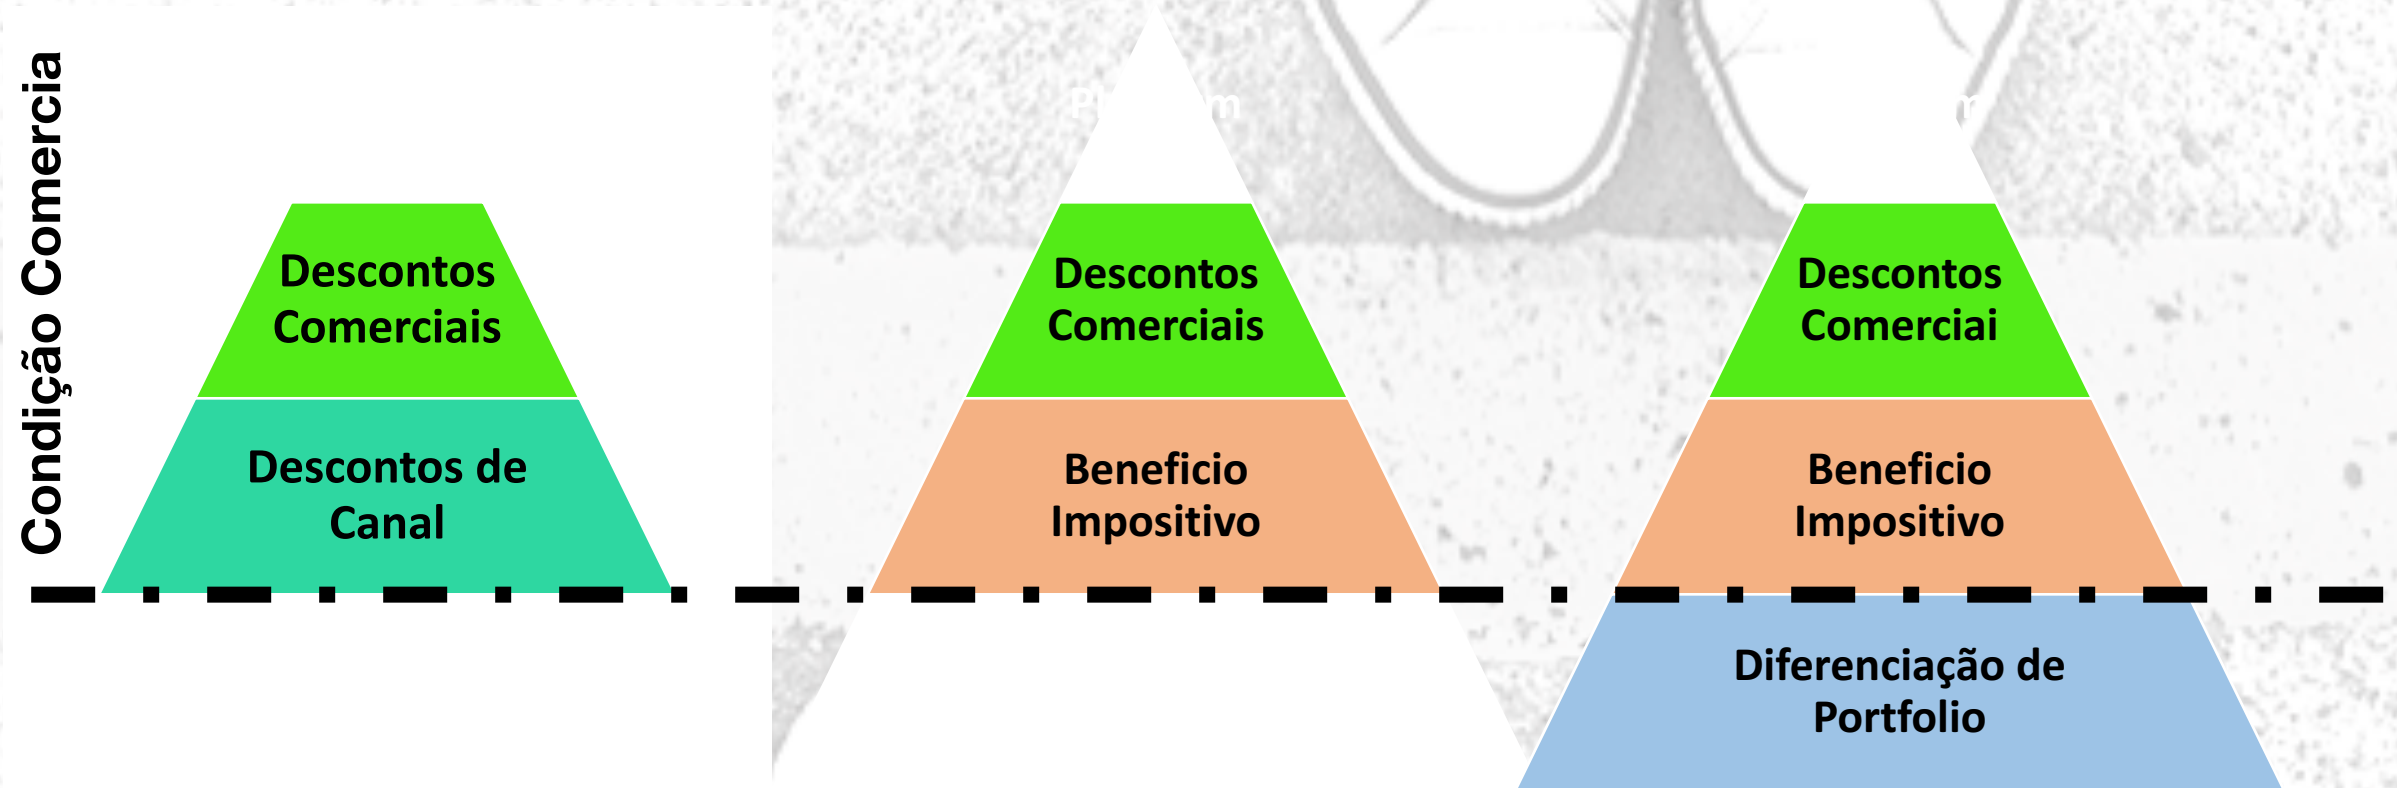 Condição Comercia
Descontos
Comerciais
Descontos de
Canal
Descontos
Comerciais
Beneficio
Impositivo
Descontos
Comerciai
Beneficio
Impositivo
Diferenciação de
Portfolio